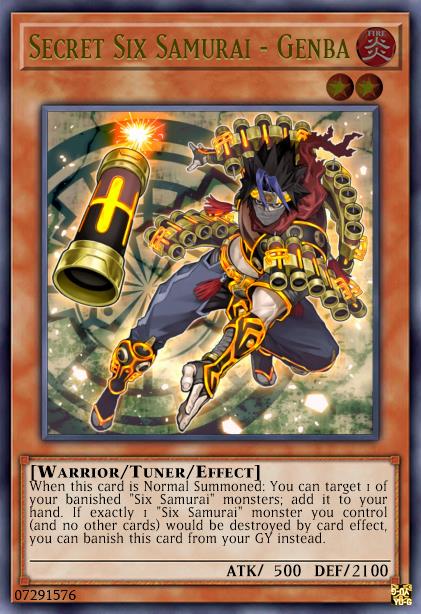 SECRET SIX SAMURAI - GENBA
FIRE
炎
[WARRIOR/TUNER/EFFECT]
When this card is Normal Summoned: You can target 1 of
your banished "Six Samurai" monsters; add it to your
hand. If exactly 1 "Six Samurai" monster you control
(and no other cards) would be destroyed by card effect,
you can banish this card from your GY instead.
ATK/ 500 DEF/2100
07291576